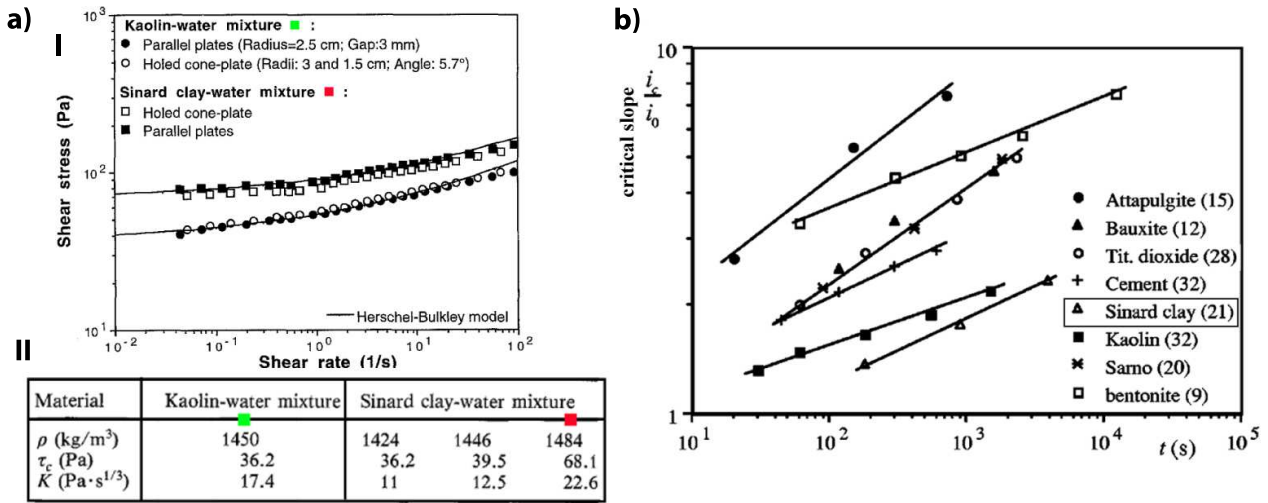 a)
I
Kaolin-water mixture :
Parallel plates (Radius=2.5 cm; Gap:3 mm)
Holed cone-plate (Radii: 3 and 1.5 cm; Angle: 5.7°)
Sinard clay-water mixture :
Holed cone-plate
Parallel plates
Shear stress (Pa)
10³
10²
10¹
Herschel-Bulkley model
10⁻² 10⁻¹ 10⁰ 10¹ 10²
Shear rate (1/s)
II
Material Kaolin-water mixture Sinard clay-water mixture
ρ (kg/m³) 1450 1424 1446 1484
τc (Pa) 36.2 36.2 39.5 68.1
K (Pa·s¹/³) 17.4 11 12.5 22.6
b)
critical slope ic/i0
10
1
Attapulgite (15)
Bauxite (12)
Tit. dioxide (28)
Cement (32)
Sinard clay (21)
Kaolin (32)
Sarno (20)
bentonite (9)
10¹ 10² 10³ 10⁴ 10⁵
t (s)